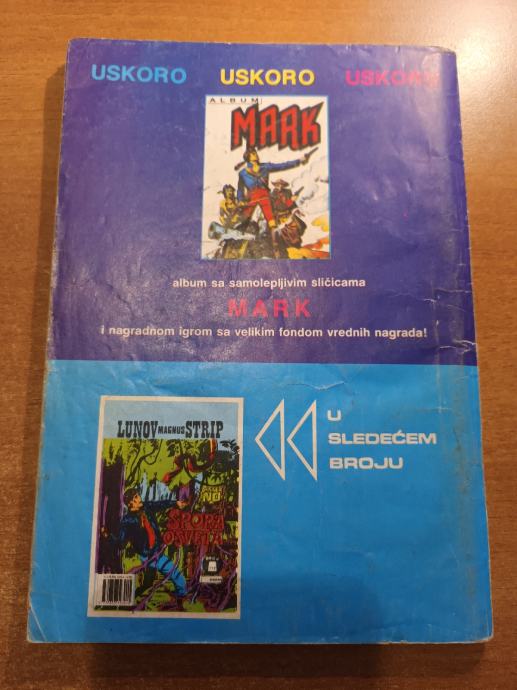 USKORO USKORO USKORO
ALBUM
MARK
album sa samolepljivim sličicama
MARK
i nagradnom igrom sa velikim fondom vrednih nagrada!
U
SLEDEĆEM
BROJU
LUNOV MAGNUS STRIP
SPORA
OSVETA